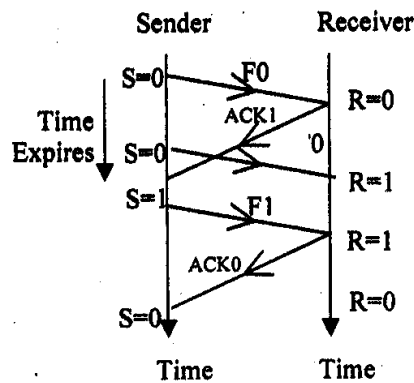 Sender Receiver
S=0 F0
R=0
ACK1
Time
Expires
S=0 '0
R=1
S=1
F1
R=1
ACK0
R=0
S=0
Time Time